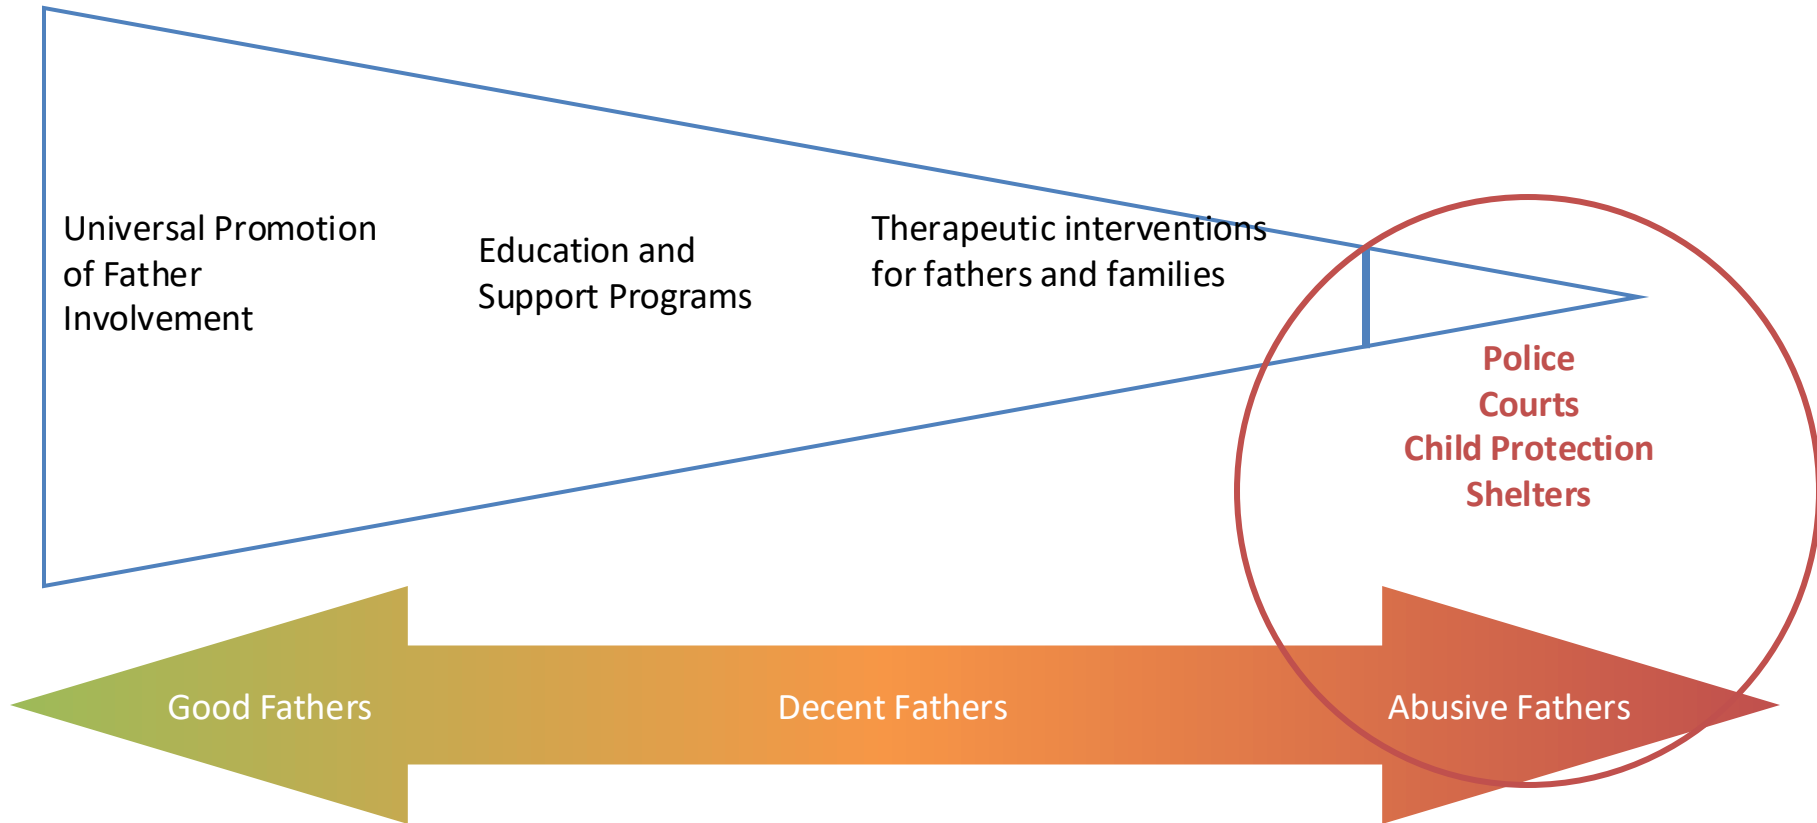 Universal Promotion
of Father
Involvement
Education and
Support Programs
Therapeutic interventions
for fathers and families
Police
Courts
Child Protection
Shelters
Good Fathers
Decent Fathers
Abusive Fathers